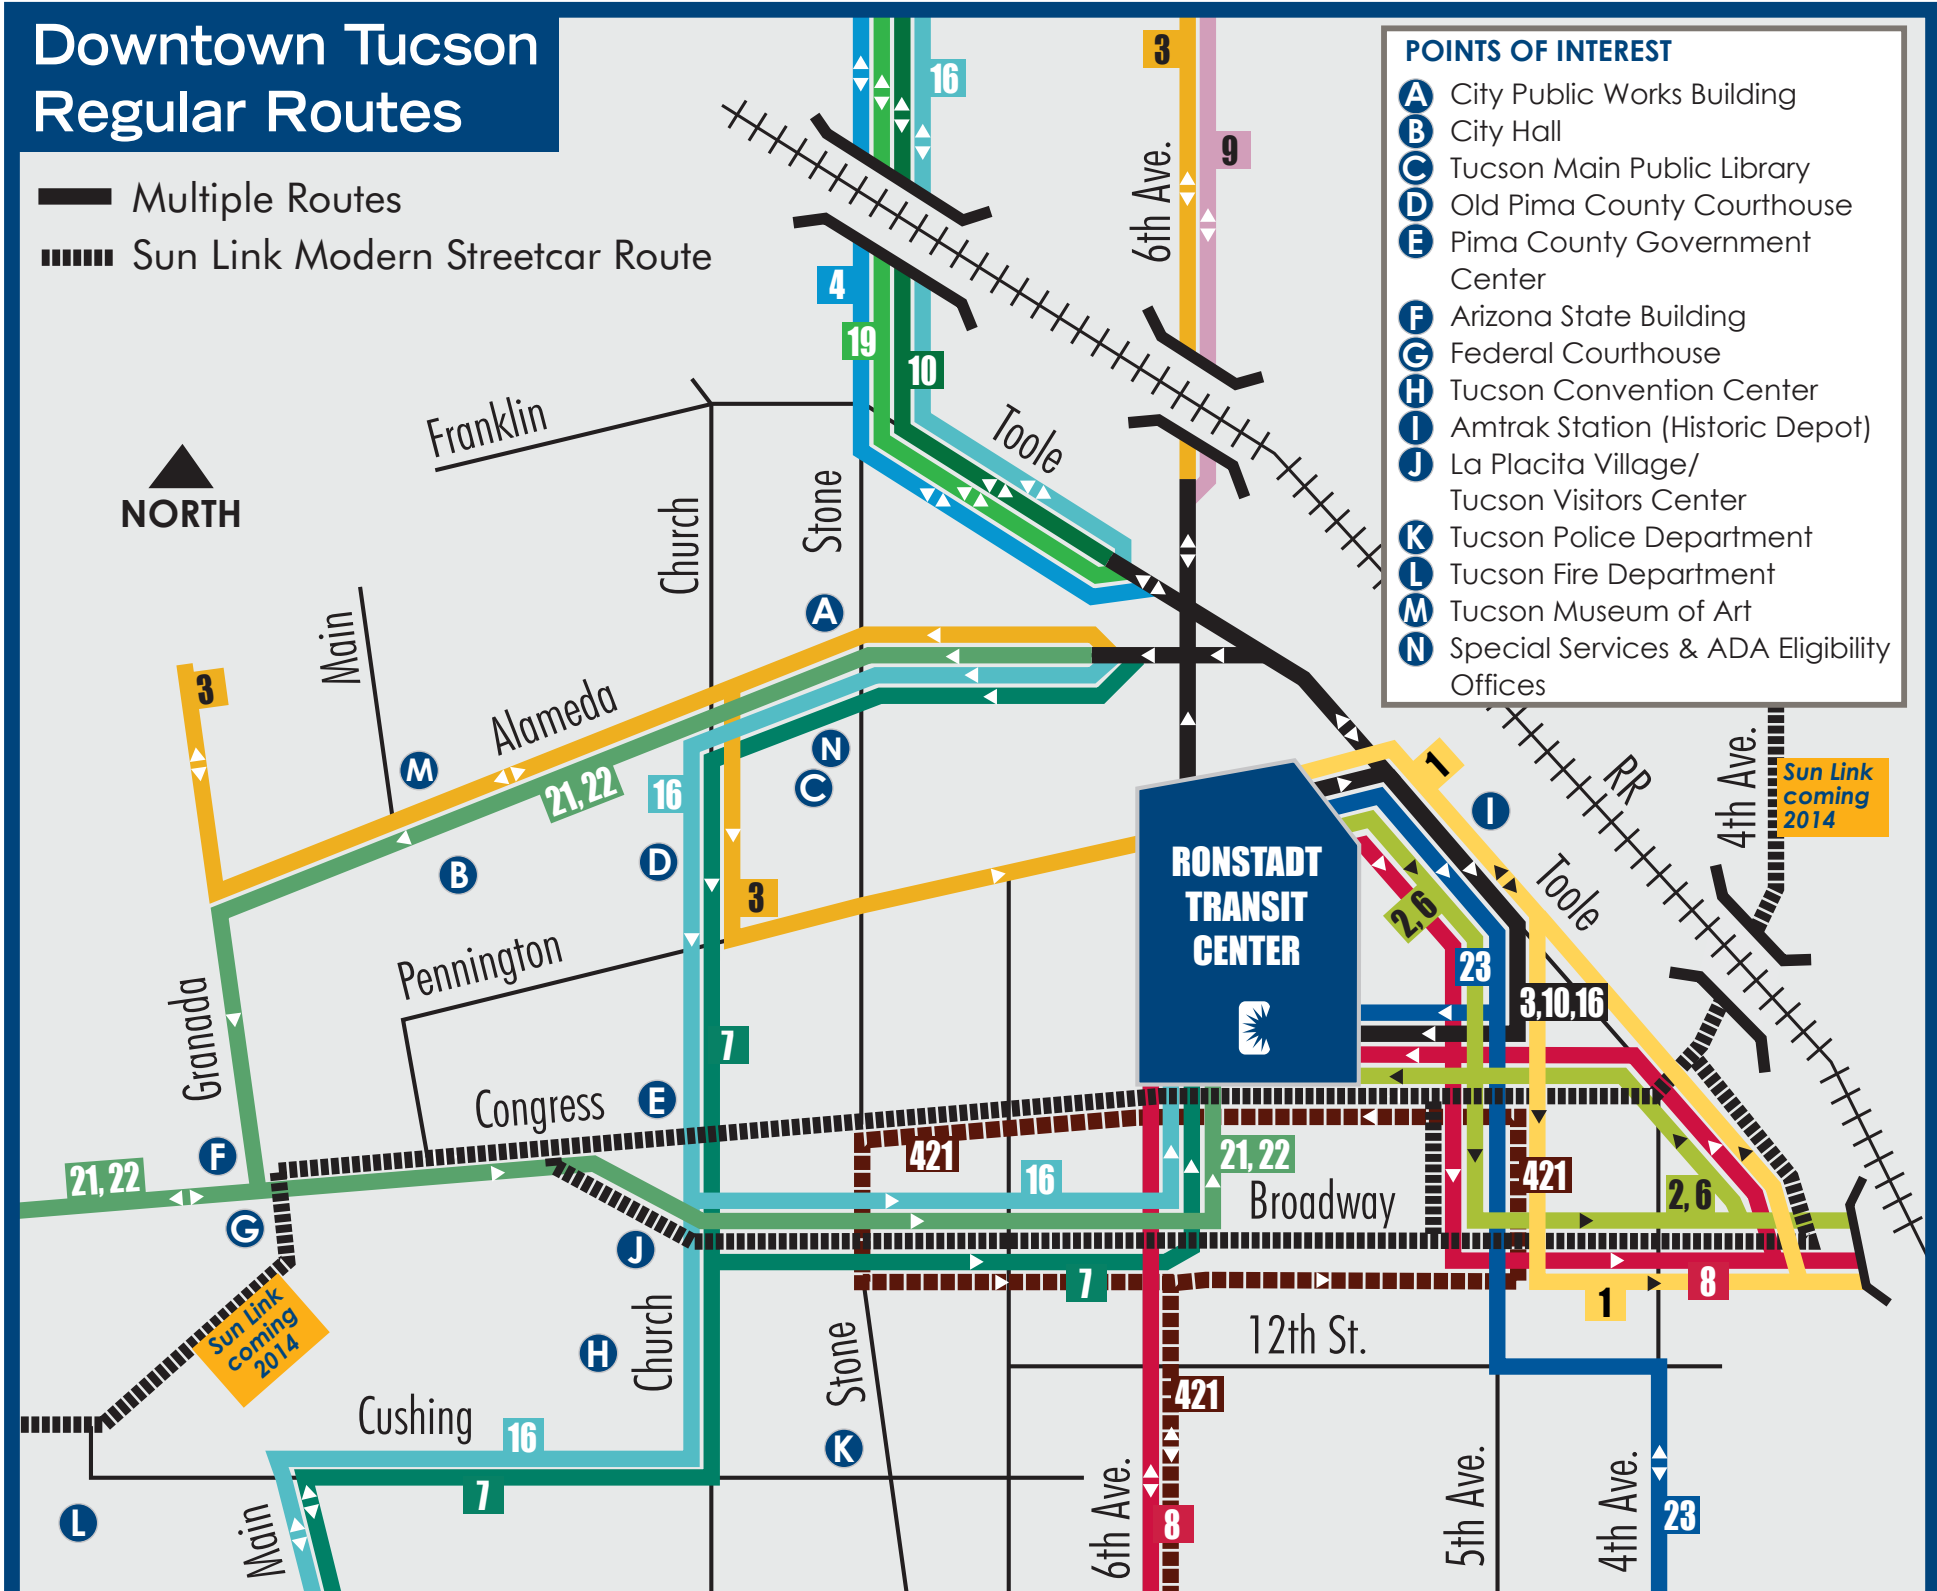 Downtown Tucson
Regular Routes
Multiple Routes
Sun Link Modern Streetcar Route
POINTS OF INTEREST
A City Public Works Building
B City Hall
C Tucson Main Public Library
D Old Pima County Courthouse
E Pima County Government
Center
F Arizona State Building
G Federal Courthouse
H Tucson Convention Center
I Amtrak Station (Historic Depot)
J La Placita Village/
Tucson Visitors Center
K Tucson Police Department
L Tucson Fire Department
M Tucson Museum of Art
N Special Services & ADA Eligibility
Offices
16
3
9
6th Ave.
4
19
10
Franklin
Toole
NORTH
Church
Stone
A
Main
3
Alameda
M
21, 22
16
N
C
B
D
3
1
I
RR
4th Ave.
Sun Link
coming
2014
RONSTADT
TRANSIT
CENTER
2, 6
Toole
23
3,10,16
Pennington
Granada
7
Congress
E
F
21, 22
G
421
16
21, 22
Broadway
421
2, 6
J
7
8
1
Sun Link
coming
2014
H
Church
Stone
12th St.
421
Cushing
16
K
7
L
Main
6th Ave.
8
5th Ave.
4th Ave.
23